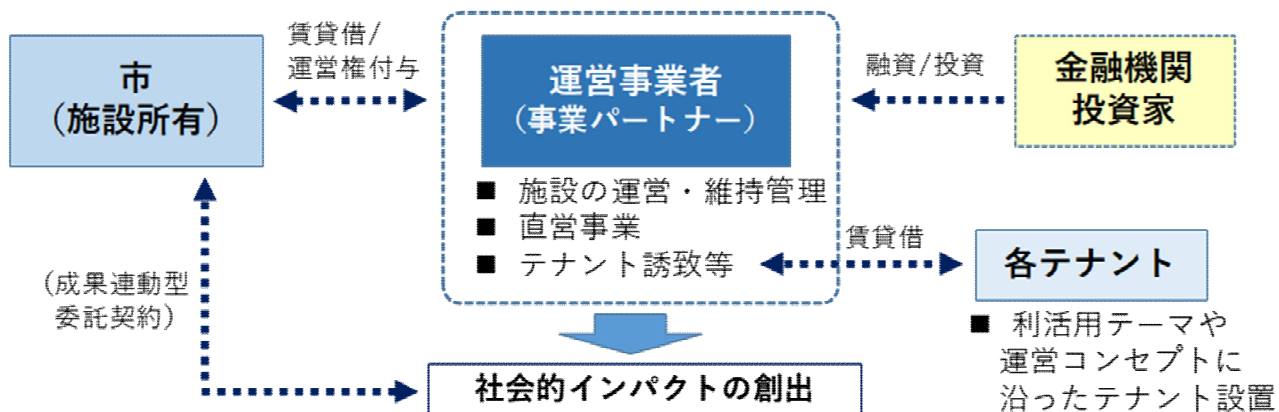 市
（施設所有）
賃貸借/
運営権付与
運営事業者
（事業パートナー）
■ 施設の運営・維持管理
■ 直営事業
■ テナント誘致等
融資/投資
金融機関
投資家
賃貸借
各テナント
■ 利活用テーマや
運営コンセプトに
沿ったテナント設置
（成果連動型
委託契約）
社会的インパクトの創出